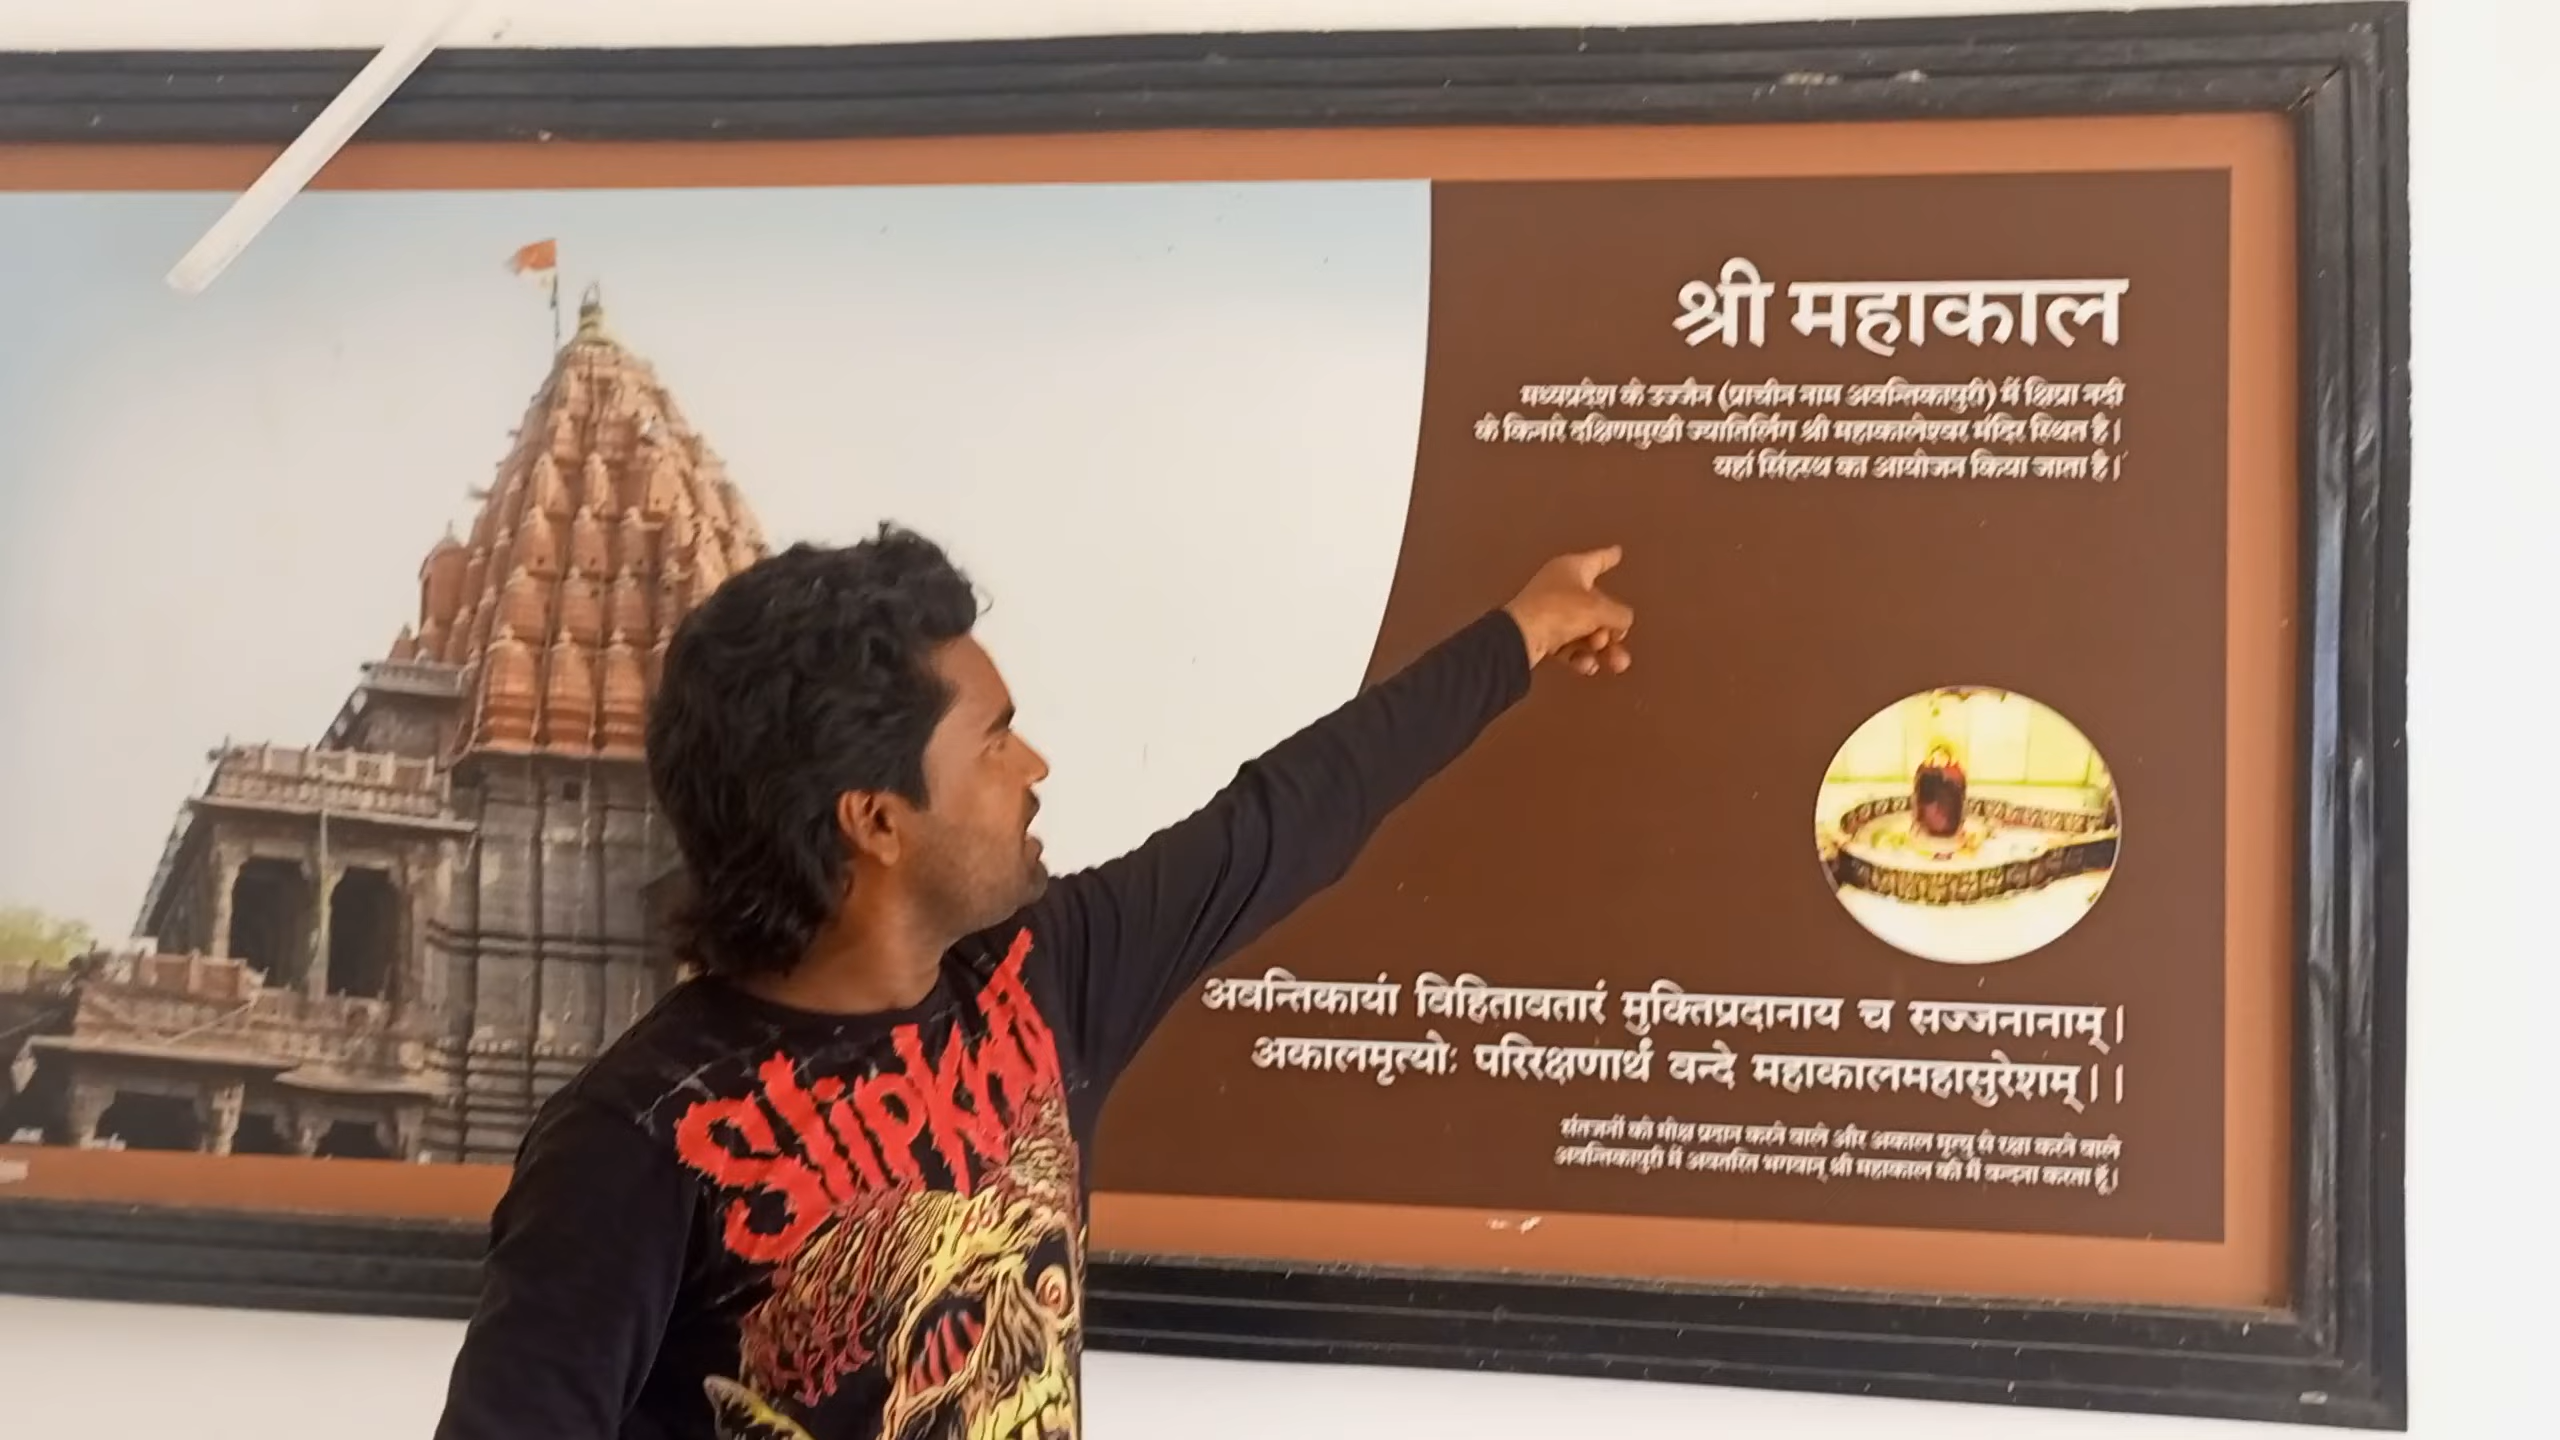 श्री महाकाल
मध्यप्रदेश के उज्जैन (प्राचीन नाम अवन्तिकापुरी) में क्षिप्रा नदी
के किनारे दक्षिणमुखी ज्योतिर्लिंग श्री महाकालेश्वर मंदिर स्थित है।
यहां सिंहस्थ का आयोजन किया जाता है।
अवन्तिकायां विहितावतारं मुक्तिप्रदानाय च सज्जनानाम्।
अकालमृत्योः परिरक्षणार्थं वन्दे महाकालमहासुरेशम्।।
संतजनों को मोक्ष प्रदान करने वाले और अकाल मृत्यु से रक्षा करने वाले
अवन्तिकापुरी में अवतरित भगवान् श्री महाकाल की मैं वन्दना करता हूँ।
SlipKnot